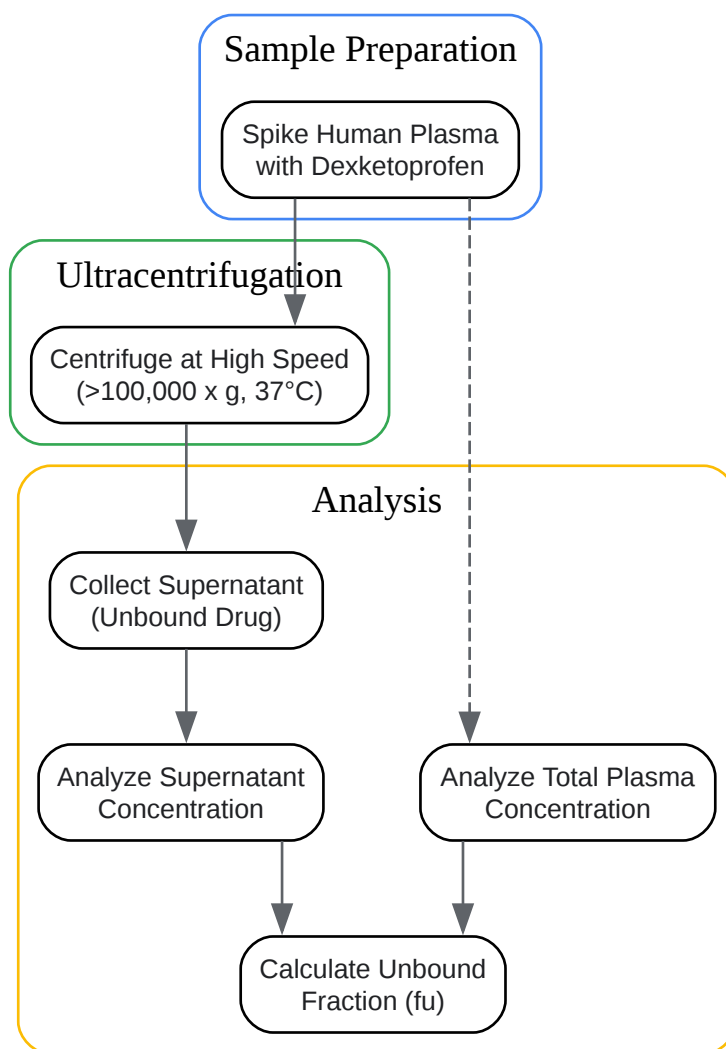 Sample Preparation
Spike Human Plasma
with Dexketoprofen
Ultracentrifugation
Centrifuge at High Speed
(>100,000 x g, 37°C)
Analysis
Collect Supernatant
(Unbound Drug)
Analyze Supernatant
Concentration
Analyze Total Plasma
Concentration
Calculate Unbound
Fraction (fu)